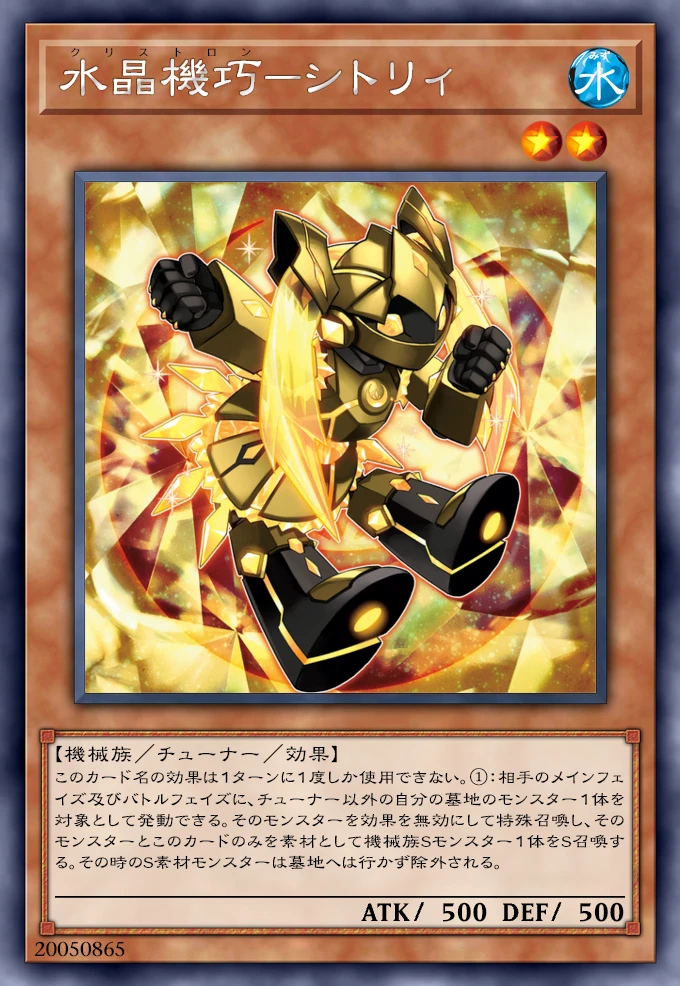 クリストロン
水晶機巧－シトリィ
みず
水
【機械族／チューナー／効果】
このカード名の効果は１ターンに１度しか使用できない。①：相手のメインフェ
イズ及びバトルフェイズに、チューナー以外の自分の墓地のモンスター１体を
対象として発動できる。そのモンスターを効果を無効にして特殊召喚し、その
モンスターとこのカードのみを素材として機械族Sモンスター１体をS召喚す
る。その時のS素材モンスターは墓地へは行かず除外される。
ATK/ 500 DEF/ 500
20050865